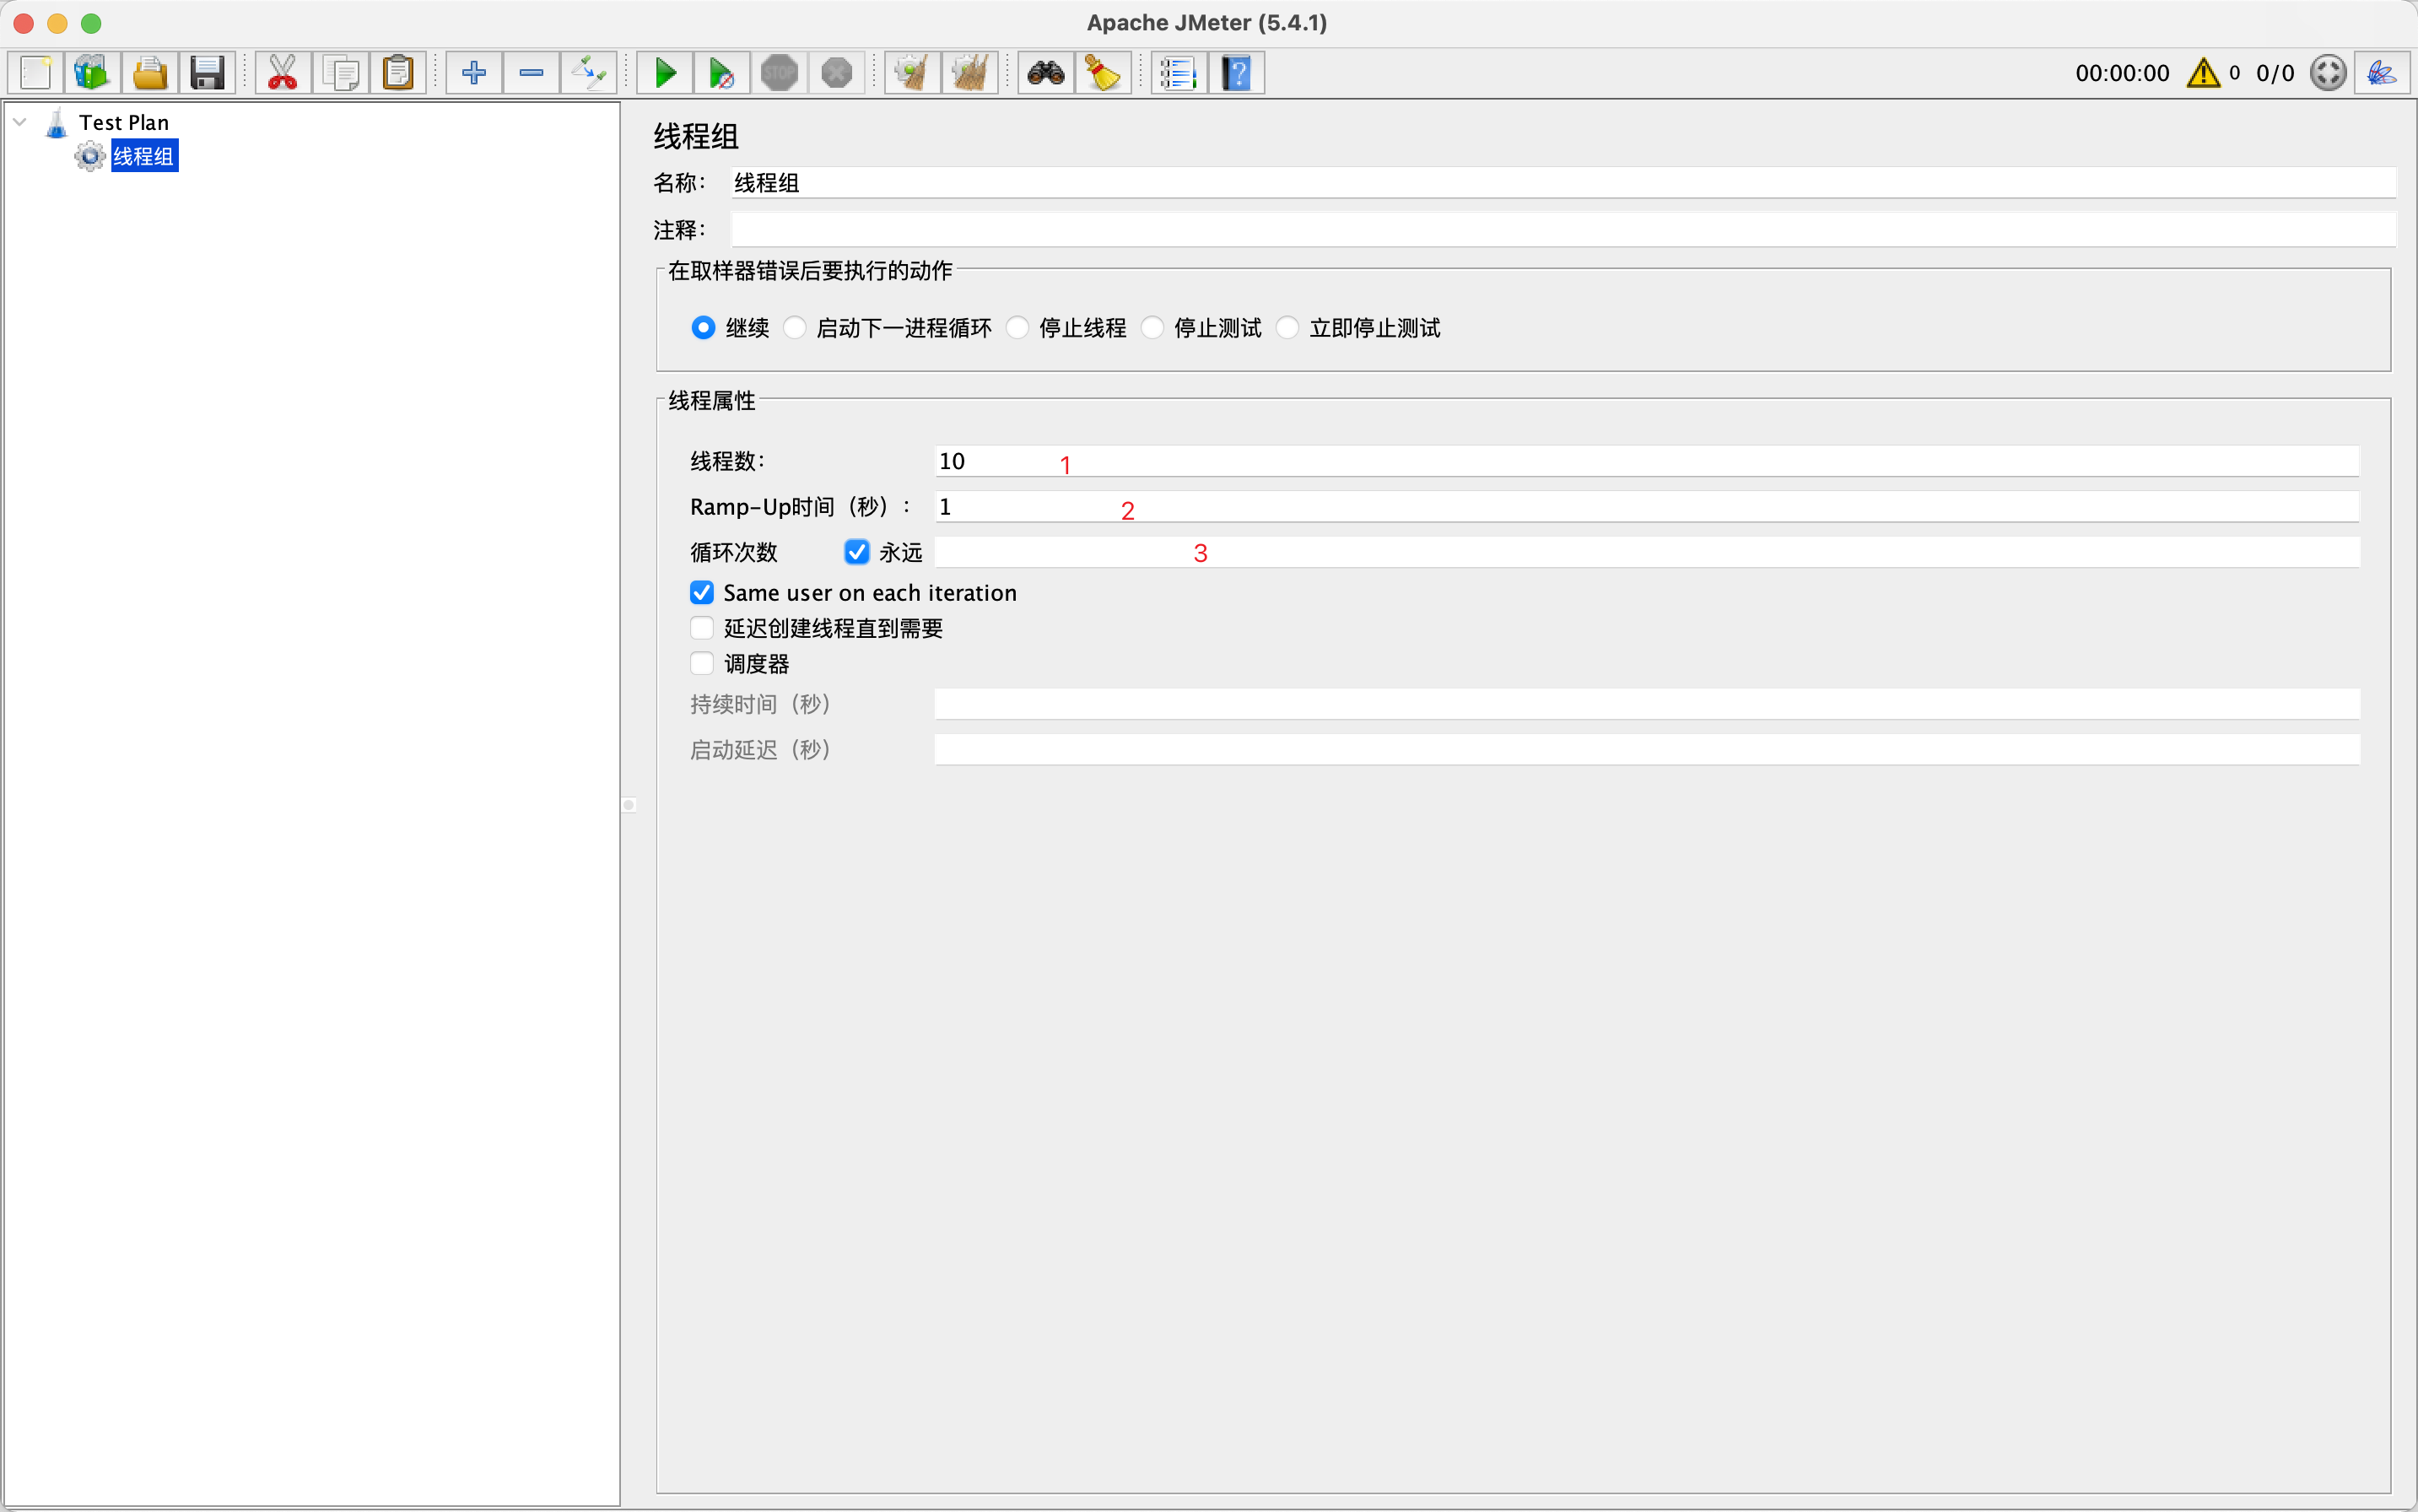 Apache JMeter (5.4.1)
STOP
00:00:00 0 0/0
Test Plan
线程组
线程组
名称： 线程组
注释：
在取样器错误后要执行的动作
继续 启动下一进程循环 停止线程 停止测试 立即停止测试
线程属性
线程数： 10 1
Ramp-Up时间（秒）： 1 2
循环次数 永远 3
Same user on each iteration
延迟创建线程直到需要
调度器
持续时间（秒）
启动延迟（秒）